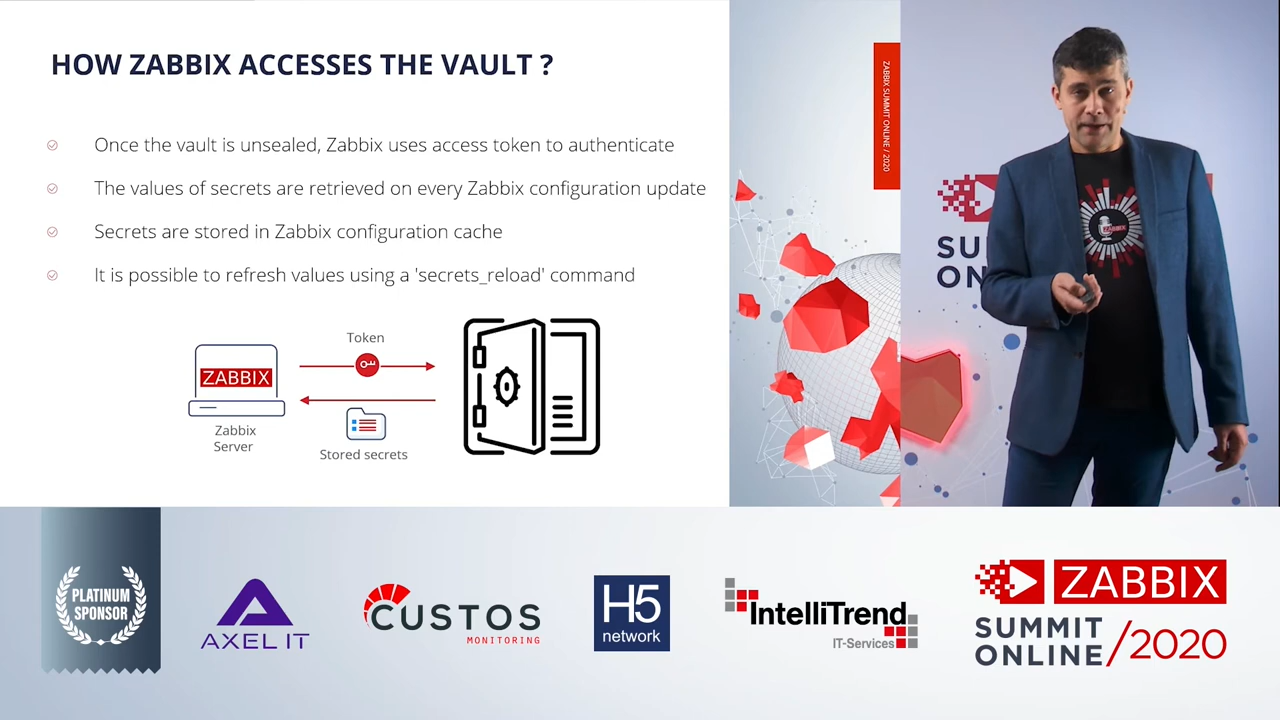 HOW ZABBIX ACCESSES THE VAULT ?
Once the vault is unsealed, Zabbix uses access token to authenticate
The values of secrets are retrieved on every Zabbix configuration update
Secrets are stored in Zabbix configuration cache
It is possible to refresh values using a 'secrets_reload' command
Token
ZABBIX
Zabbix
Server
Stored secrets
ZABBIX SUMMIT ONLINE / 2020
SU
ON
ZABBIX
PLATINUM
SPONSOR
AXEL IT
CUSTOS
MONITORING
H5
network
IntelliTrend
IT-Services
ZABBIX
SUMMIT
ONLINE /2020